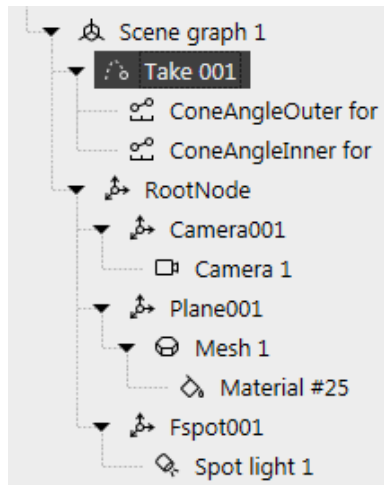 Scene graph 1
Take 001
ConeAngleOuter for
ConeAngleInner for
RootNode
Camera001
Camera 1
Plane001
Mesh 1
Material #25
Fspot001
Spot light 1